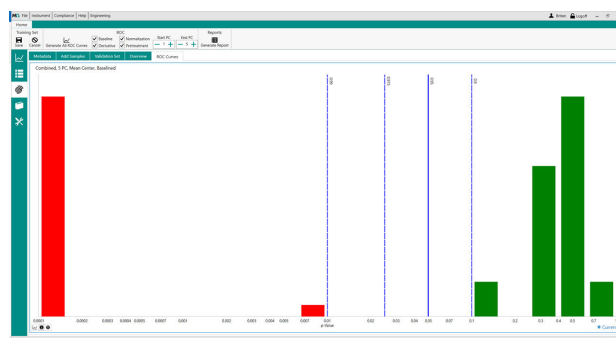 File Instrument Compliance Help Engineering
Logoff
Home
Training Set ROC Reports
Save Cancel Generate All ROC Curves Baseline Derivative Normalization Pretreatment Start PC 1 End PC 5 Generate Report
Metadata Add Samples Validation Set Overview ROC Curves
Combined, 5 PC, Mean Center, Baselined
0.0001 0.0002 0.0003 0.0004 0.0005 0.0007 0.001 0.002 0.003 0.004 0.005 0.007 0.01 0.02 0.03 0.04 0.05 0.07 0.1 0.2 0.3 0.4 0.5 0.7
p-Value